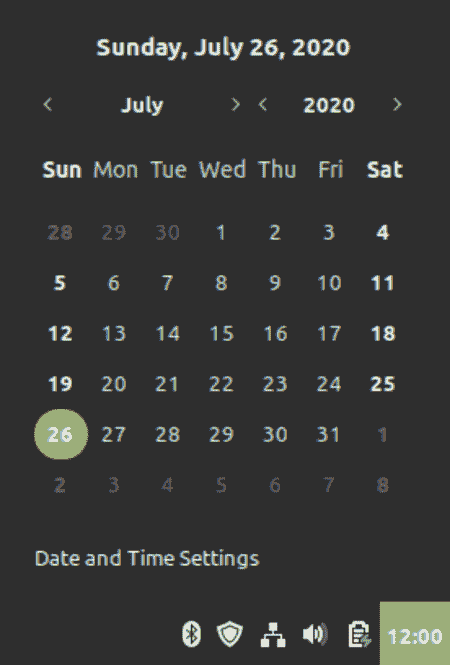 Sunday, July 26, 2020
July 2020
Sun Mon Tue Wed Thu Fri Sat
28 29 30 1 2 3 4
5 6 7 8 9 10 11
12 13 14 15 16 17 18
19 20 21 22 23 24 25
26 27 28 29 30 31 1
2 3 4 5 6 7 8
Date and Time Settings
12:00